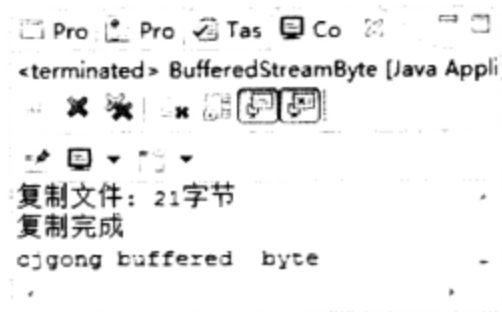 Pro Pro Tas Co
<terminated> BufferedStreamByte [Java Appli
复制文件: 21字节
复制完成
cjgong buffered  byte